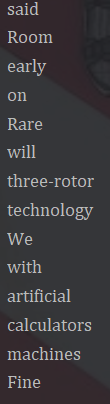 said
Room
early
on
Rare
will
three-rotor
technology
We
with
artificial
calculators
machines
Fine